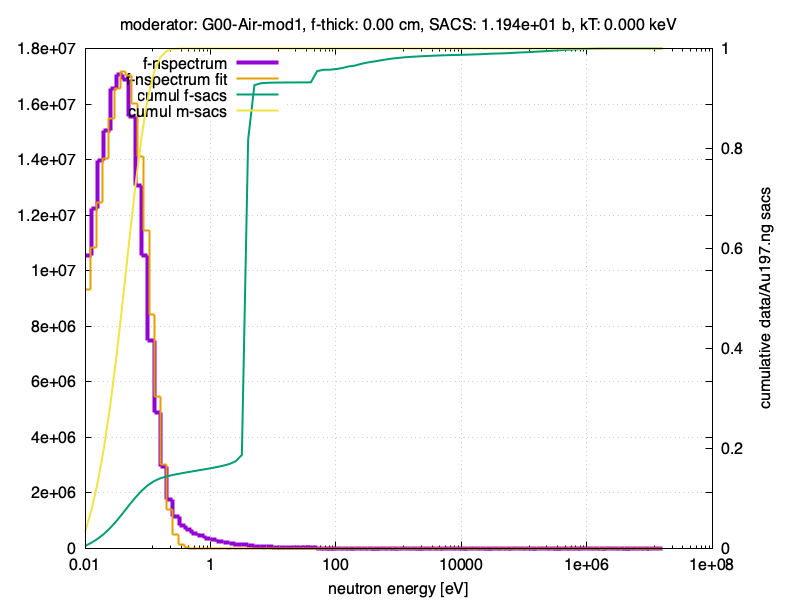 moderator: G00-Air-mod1, f-thick: 0.00 cm, SACS: 1.194e+01 b, kT: 0.000 keV
1.8e+07
1.6e+07
1.4e+07
1.2e+07
1e+07
8e+06
6e+06
4e+06
2e+06
0
f-nspectrum
f-nspectrum fit
cumul f-sacs
cumul m-sacs
1
0.8
0.6
0.4
0.2
0
cumulative data/Au197.ng sacs
0.01 1 100 10000 1e+06 1e+08
neutron energy [eV]